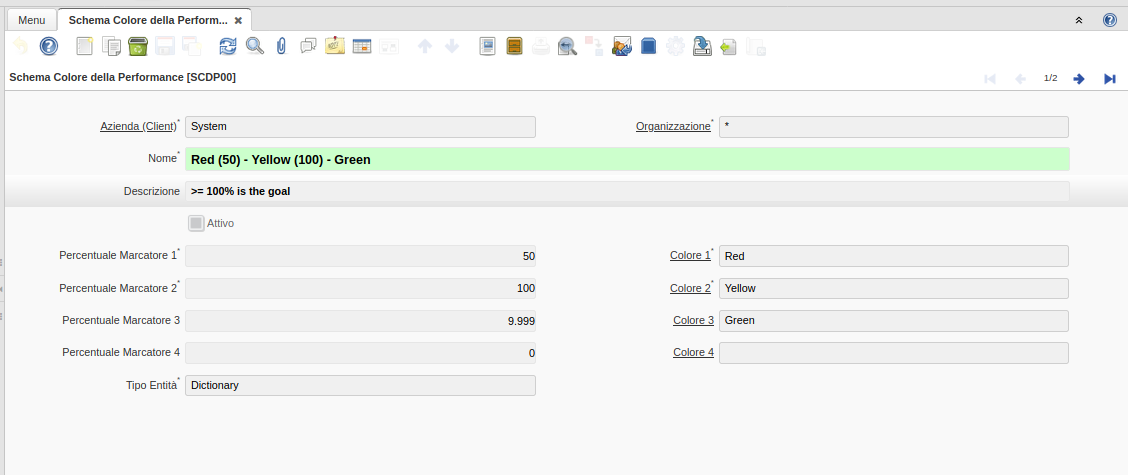 Menu Schema Colore della Perform...
Schema Colore della Performance [SCDP00] 1/2
Azienda (Client)* System Organizzazione* *
Nome* Red (50) - Yellow (100) - Green
Descrizione >= 100% is the goal
Attivo
Percentuale Marcatore 1* 50 Colore 1* Red
Percentuale Marcatore 2* 100 Colore 2* Yellow
Percentuale Marcatore 3 9.999 Colore 3 Green
Percentuale Marcatore 4 0 Colore 4
Tipo Entità* Dictionary